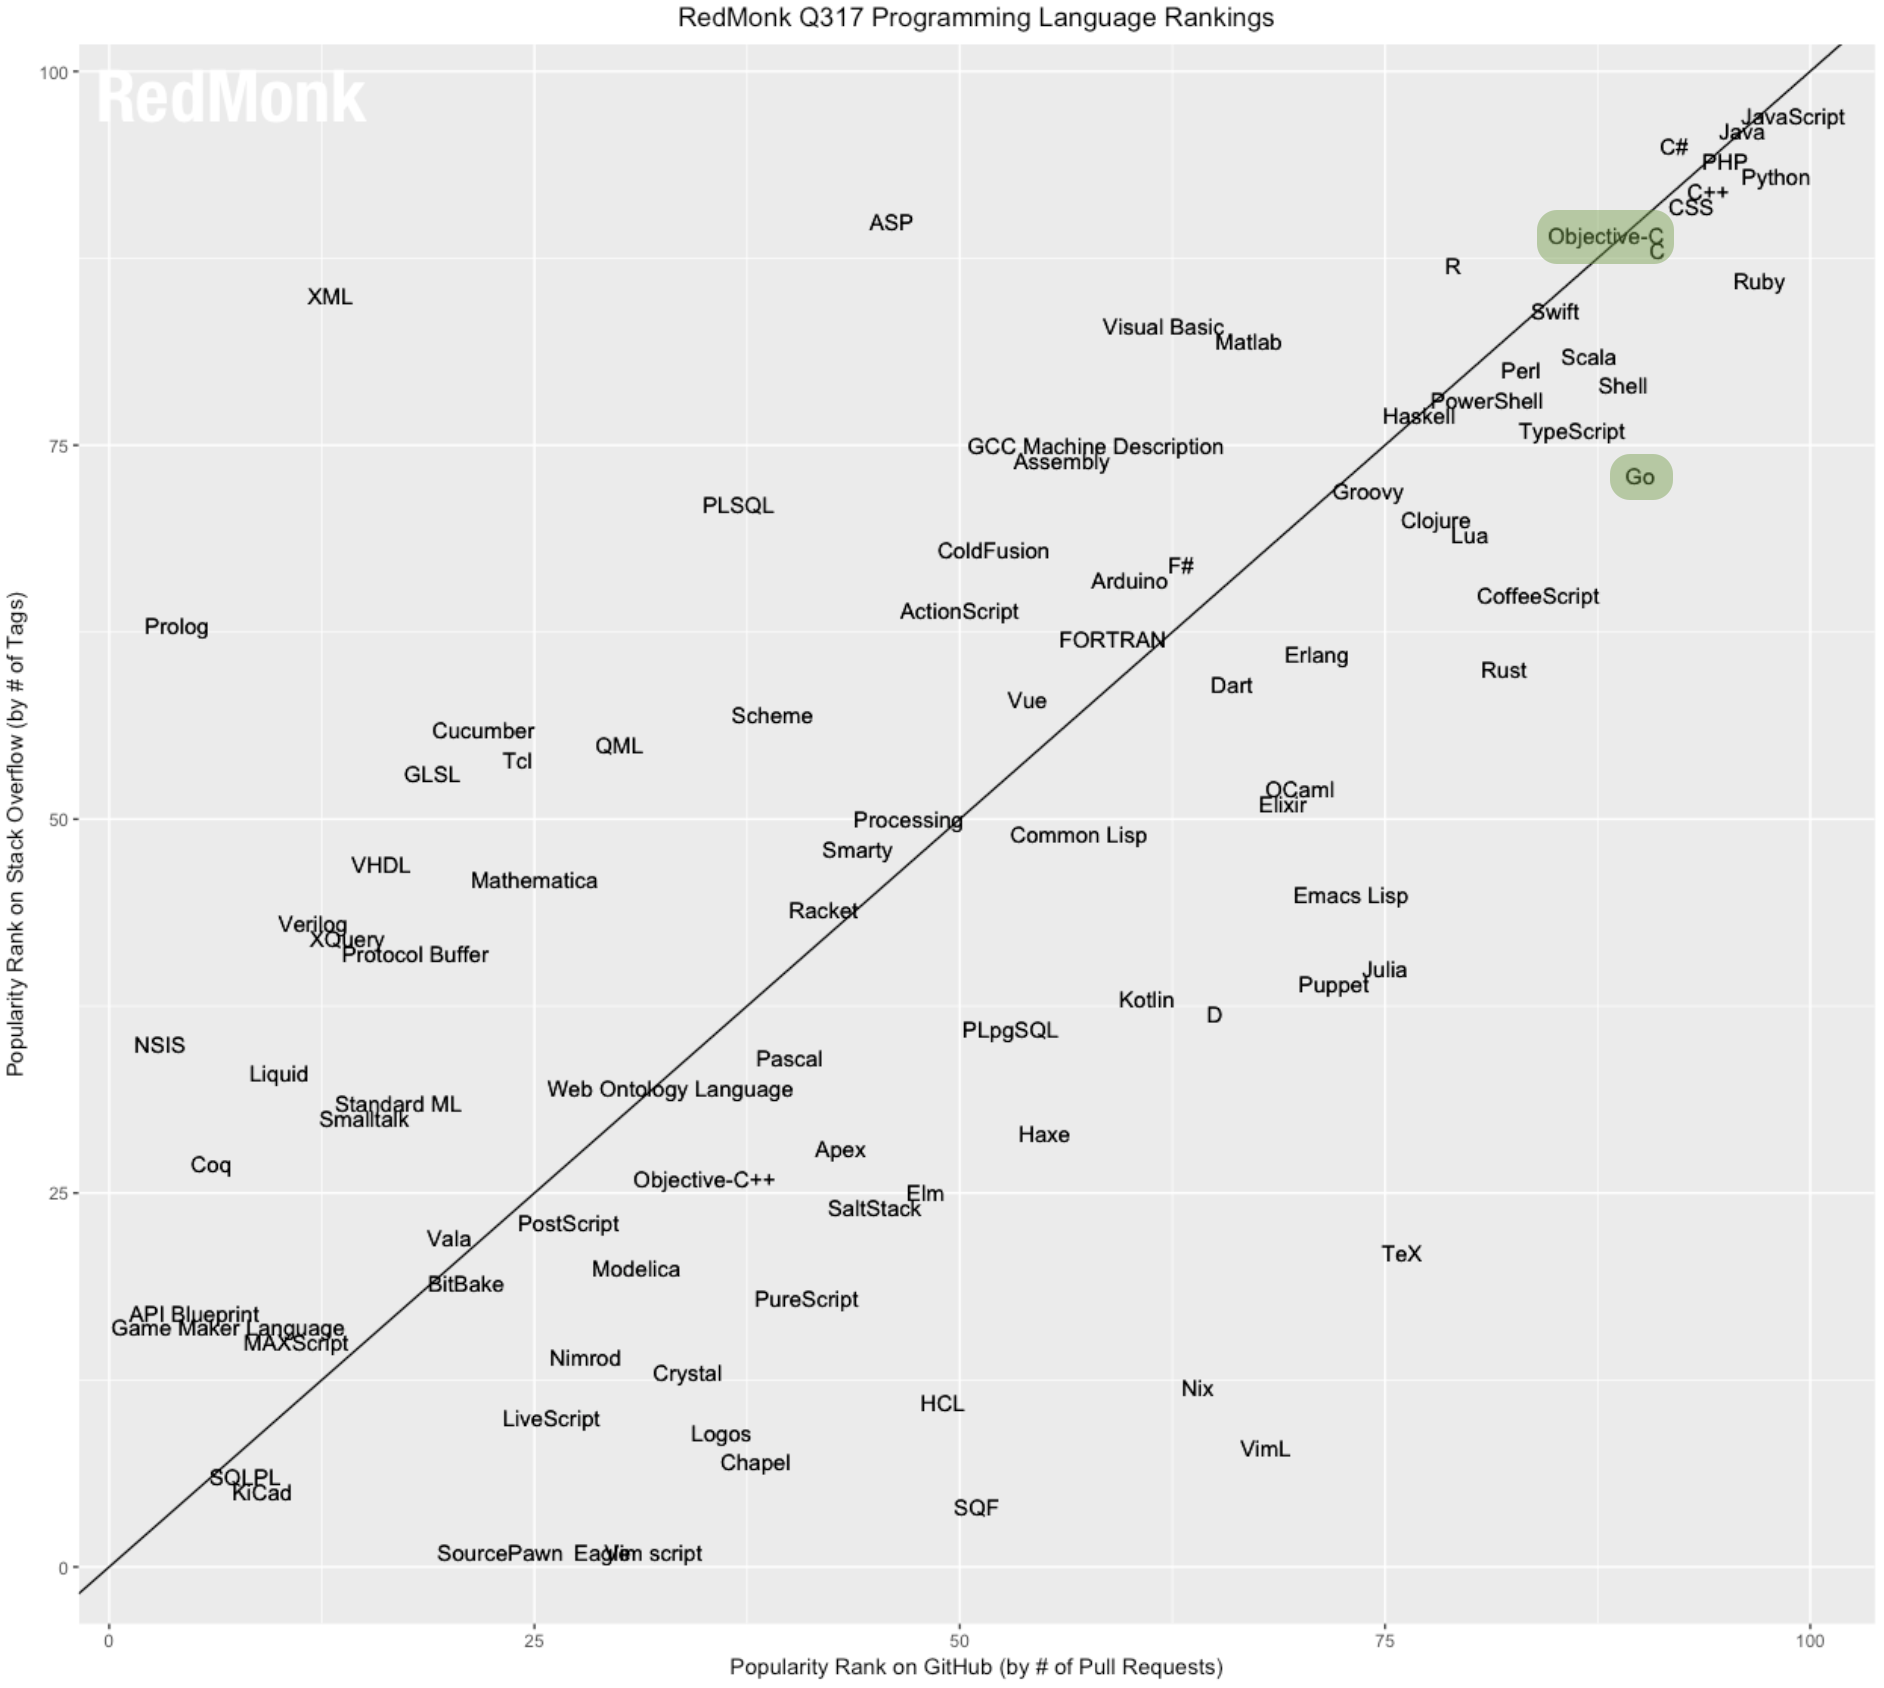 RedMonk Q317 Programming Language Rankings
100
RedMonk
JavaScript
Java
C#
PHP
Python
C++
CSS
ASP
Objective-C
C
R
Ruby
XML
Swift
Visual Basic
Matlab
Scala
Perl
Shell
PowerShell
Haskell
TypeScript
75
GCC Machine Description
Assembly
Go
Groovy
PLSQL
Clojure
Lua
ColdFusion
F#
Arduino
CoffeeScript
ActionScript
Prolog
FORTRAN
Erlang
Rust
Dart
Vue
Scheme
Cucumber
QML
Tcl
GLSL
OCaml
Elixir
50
Processing
Common Lisp
Smarty
VHDL
Mathematica
Emacs Lisp
Racket
Verilog
XQuery
Protocol Buffer
Julia
Puppet
Kotlin
D
PLpgSQL
NSIS
Pascal
Liquid
Web Ontology Language
Standard ML
Smalltalk
Haxe
Apex
Coq
Objective-C++
25
Elm
SaltStack
PostScript
Vala
TeX
Modelica
BitBake
PureScript
API Blueprint
Game Maker Language
MAXScript
Nimrod
Crystal
Nix
HCL
LiveScript
Logos
VimL
Chapel
SQLPL
KiCad
SQF
SourcePawn
Eagle
Vim script
0
0
25
50
75
100
Popularity Rank on GitHub (by # of Pull Requests)
Popularity Rank on Stack Overflow (by # of Tags)